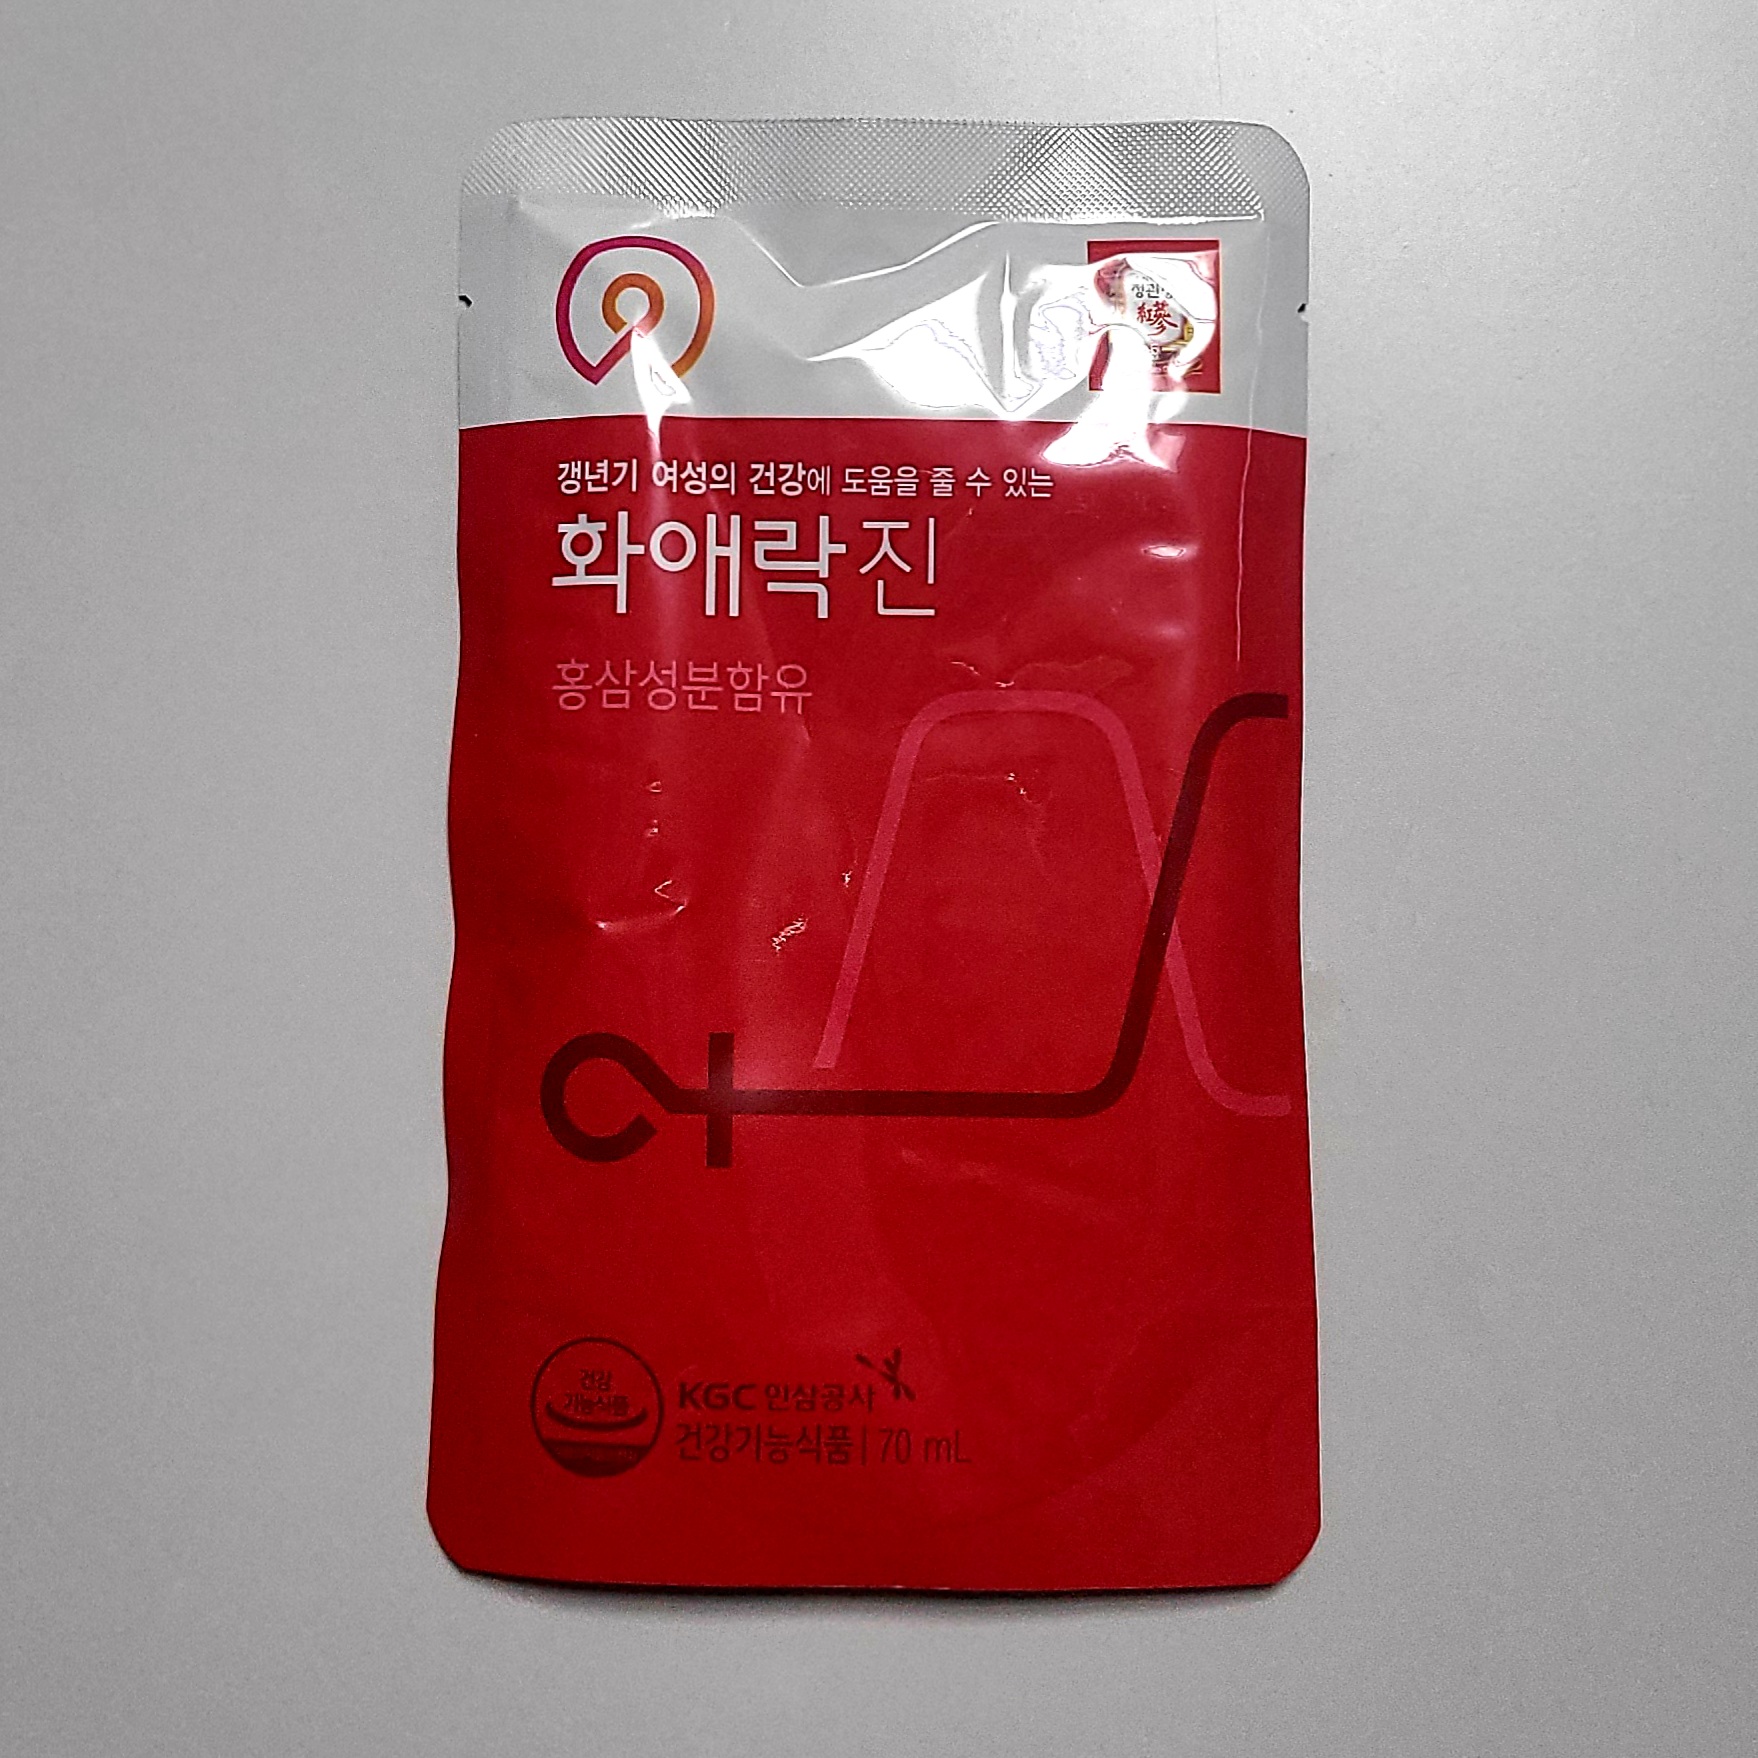 紅蔘
갱년기 여성의 건강에 도움을 줄 수 있는
화애락진
홍삼성분함유
건강
기능식품
KGC 인삼공사
건강기능식품 | 70 mL